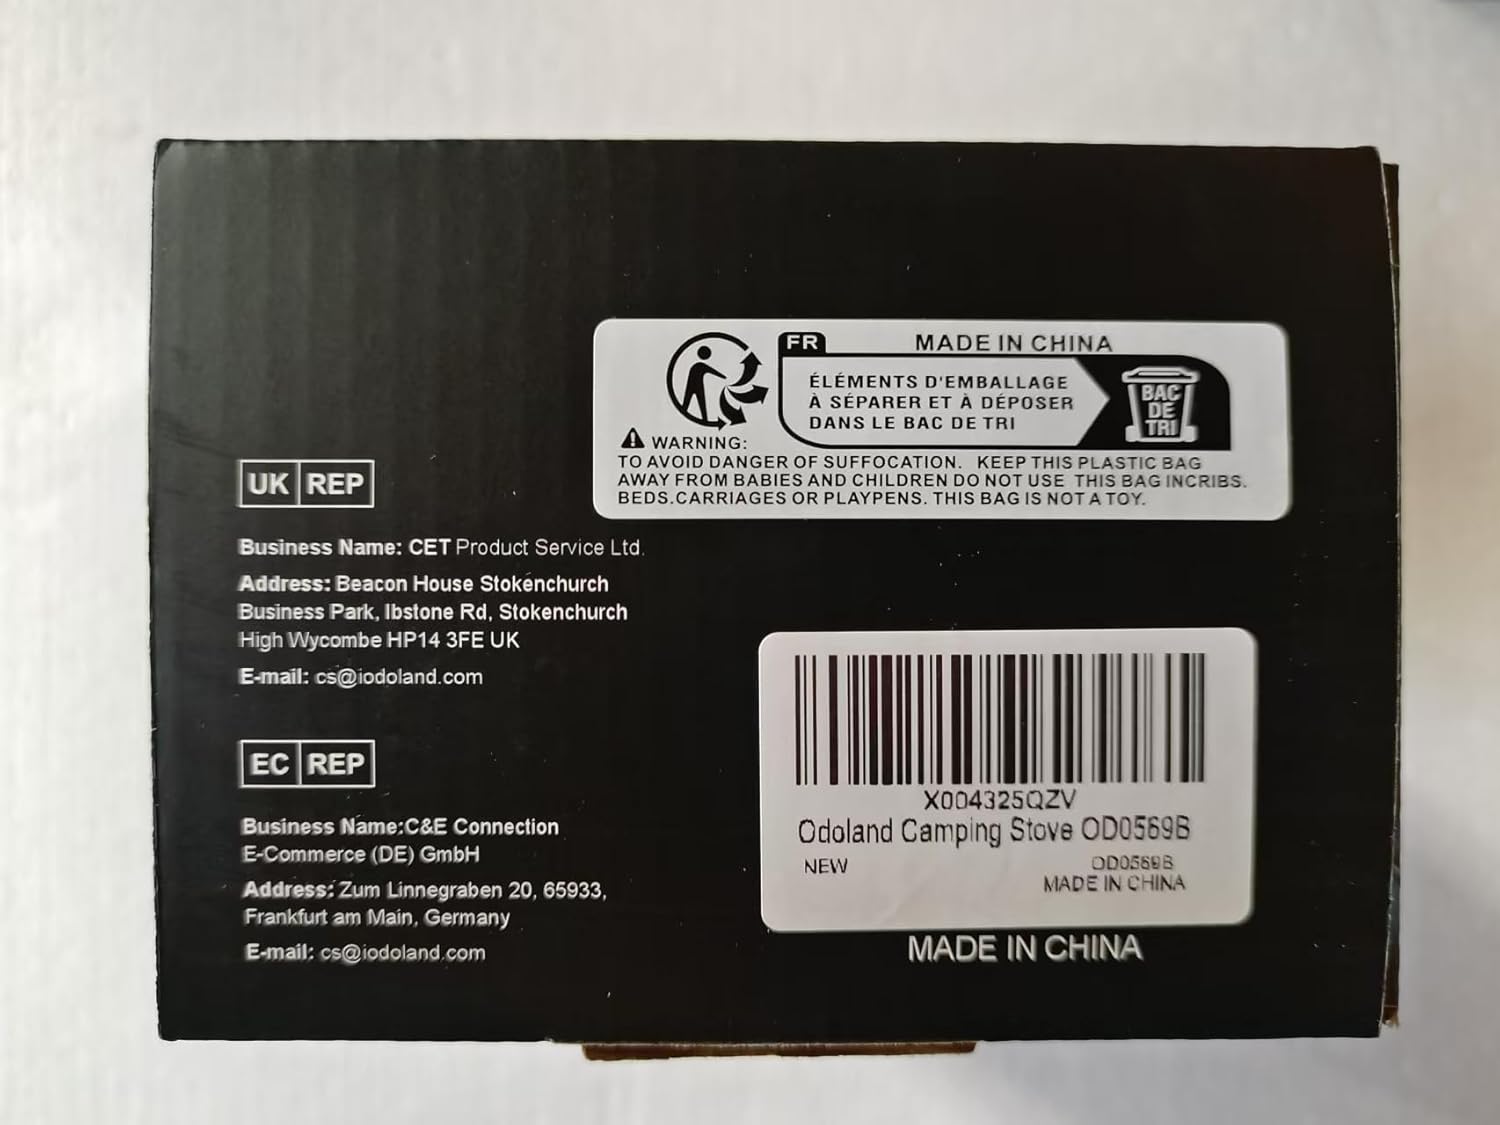 FR
MADE IN CHINA
ÉLÉMENTS D'EMBALLAGE
À SÉPARER ET À DÉPOSER
DANS LE BAC DE TRI
BAC
DE
TRI
WARNING:
TO AVOID DANGER OF SUFFOCATION. KEEP THIS PLASTIC BAG
AWAY FROM BABIES AND CHILDREN DO NOT USE THIS BAG INCRIBS.
BEDS.CARRIAGES OR PLAYPENS. THIS BAG IS NOT A TOY.
UK REP
Business Name: CET Product Service Ltd.
Address: Beacon House Stokenchurch
Business Park, Ibstone Rd, Stokenchurch
High Wycombe HP14 3FE UK
E-mail: cs@iodoland.com
EC REP
Business Name:C&E Connection
E-Commerce (DE) GmbH
Address: Zum Linnegraben 20, 65933,
Frankfurt am Main, Germany
E-mail: cs@iodoland.com
X004325QZV
Odoland Camping Stove OD0569B
NEW
OD0569B
MADE IN CHINA
MADE IN CHINA